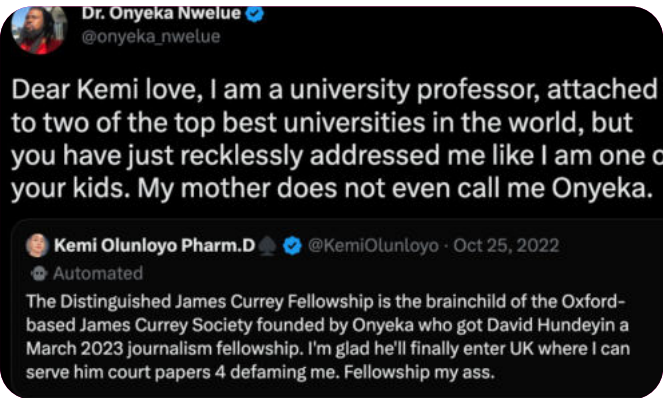 Dr. Onyeka Nwelue
@onyeka_nwelue
Dear Kemi love, I am a university professor, attached
to two of the top best universities in the world, but
you have just recklessly addressed me like I am one
your kids. My mother does not even call me Onyeka.
Kemi Olunloyo Pharm.D♠ @KemiOlunloyo · Oct 25, 2022
Automated
The Distinguished James Currey Fellowship is the brainchild of the Oxford-
based James Currey Society founded by Onyeka who got David Hundeyin a
March 2023 journalism fellowship. I'm glad he'll finally enter UK where I can
serve him court papers 4 defaming me. Fellowship my ass.